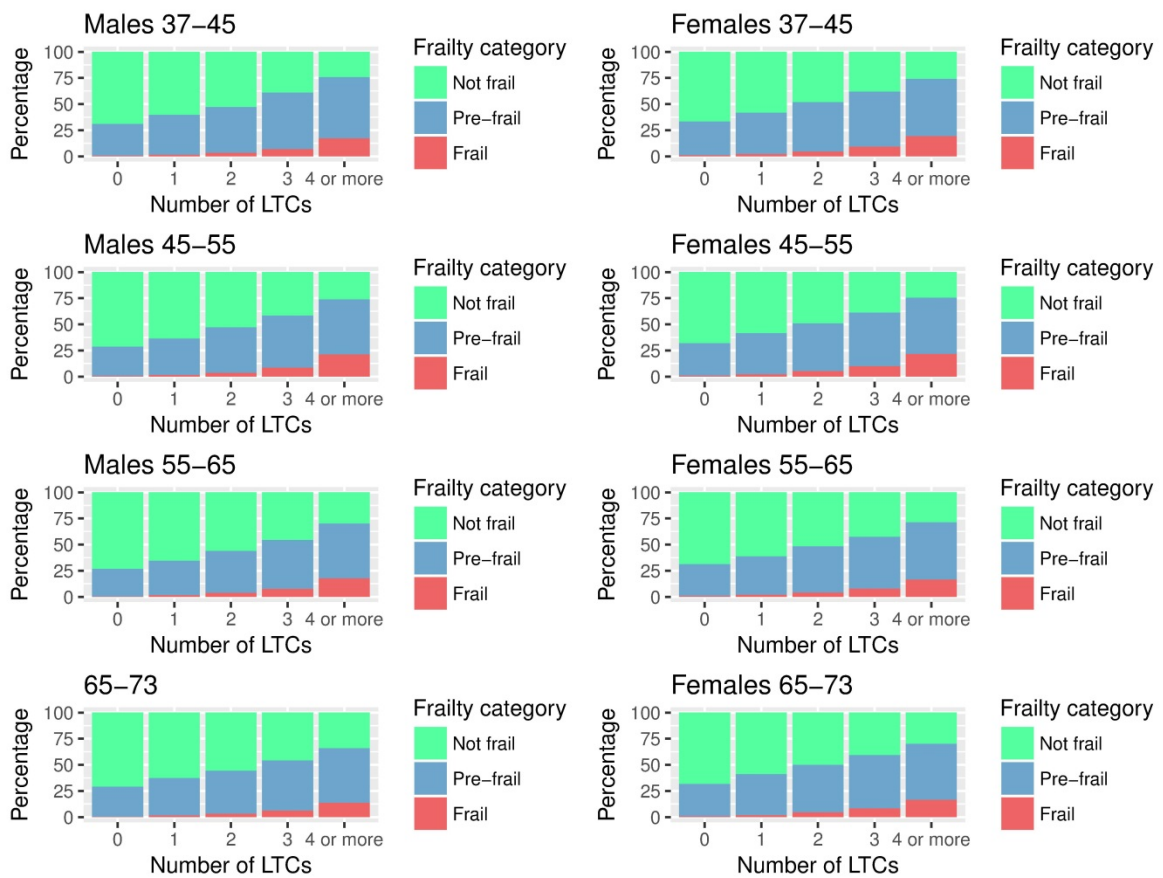 Males 37−45
Percentage
100
75
50
25
0
0 1 2 3 4 or more
Number of LTCs
Frailty category
Not frail
Pre−frail
Frail
Females 37−45
Percentage
100
75
50
25
0
0 1 2 3 4 or more
Number of LTCs
Frailty category
Not frail
Pre−frail
Frail
Males 45−55
Percentage
100
75
50
25
0
0 1 2 3 4 or more
Number of LTCs
Frailty category
Not frail
Pre−frail
Frail
Females 45−55
Percentage
100
75
50
25
0
0 1 2 3 4 or more
Number of LTCs
Frailty category
Not frail
Pre−frail
Frail
Males 55−65
Percentage
100
75
50
25
0
0 1 2 3 4 or more
Number of LTCs
Frailty category
Not frail
Pre−frail
Frail
Females 55−65
Percentage
100
75
50
25
0
0 1 2 3 4 or more
Number of LTCs
Frailty category
Not frail
Pre−frail
Frail
65−73
Percentage
100
75
50
25
0
0 1 2 3 4 or more
Number of LTCs
Frailty category
Not frail
Pre−frail
Frail
Females 65−73
Percentage
100
75
50
25
0
0 1 2 3 4 or more
Number of LTCs
Frailty category
Not frail
Pre−frail
Frail